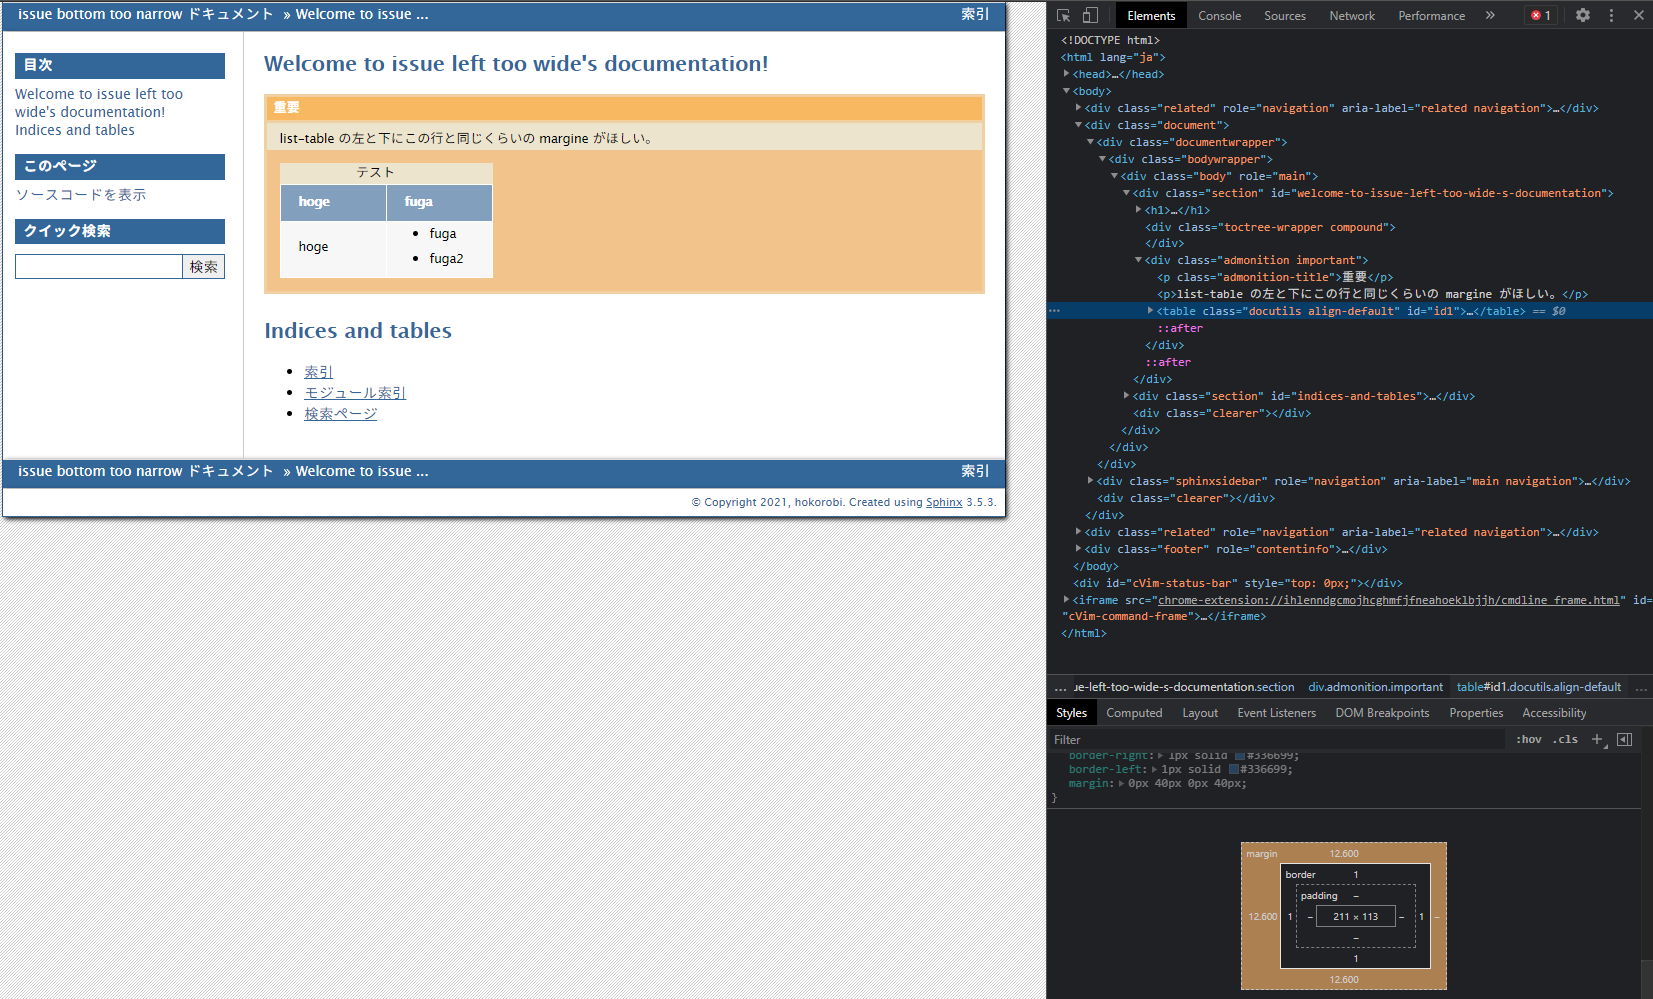 issue bottom too narrow ドキュメント » Welcome to issue ...
索引
目次
Welcome to issue left too
wide's documentation!
Indices and tables
このページ
ソースコードを表示
クイック検索
検索
Welcome to issue left too wide's documentation!
重要
list-table の左と下にこの行と同じくらいの margine がほしい。
テスト
hoge fuga
hoge
• fuga
• fuga2
Indices and tables
• 索引
• モジュール索引
• 検索ページ
issue bottom too narrow ドキュメント » Welcome to issue ...
索引
© Copyright 2021, hokorobi. Created using Sphinx 3.5.3.
Elements Console Sources Network Performance » 1
<!DOCTYPE html>
<html lang="ja">
<head>…</head>
<body>
<div class="related" role="navigation" aria-label="related navigation">…</div>
<div class="document">
<div class="documentwrapper">
<div class="bodywrapper">
<div class="body" role="main">
<div class="section" id="welcome-to-issue-left-too-wide-s-documentation">
<h1>…</h1>
<div class="toctree-wrapper compound">
</div>
<div class="admonition important">
<p class="admonition-title">重要</p>
<p>list-table の左と下にこの行と同じくらいの margine がほしい。</p>
<table class="docutils align-default" id="id1">…</table> == $0
::after
</div>
::after
</div>
<div class="section" id="indices-and-tables">…</div>
<div class="clearer"></div>
</div>
</div>
</div>
<div class="sphinxsidebar" role="navigation" aria-label="main navigation">…</div>
<div class="clearer"></div>
</div>
<div class="related" role="navigation" aria-label="related navigation">…</div>
<div class="footer" role="contentinfo">…</div>
</body>
<div id="cVim-status-bar" style="top: 0px;"></div>
<iframe src="chrome-extension://ihlenndgcmojhcghmfjfneahoeklbjjh/cmdline_frame.html" id=
"cVim-command-frame">…</iframe>
</html>
… ue-left-too-wide-s-documentation.section div.admonition.important table#id1.docutils.align-default …
Styles Computed Layout Event Listeners DOM Breakpoints Properties Accessibility
Filter :hov .cls +
border-right: 1px solid #336699;
border-left: 1px solid #336699;
margin: 0px 40px 0px 40px;
}
margin 12.600
border 1
padding –
12.600 1 – 211 × 113 – 1 –
–
1
12.600